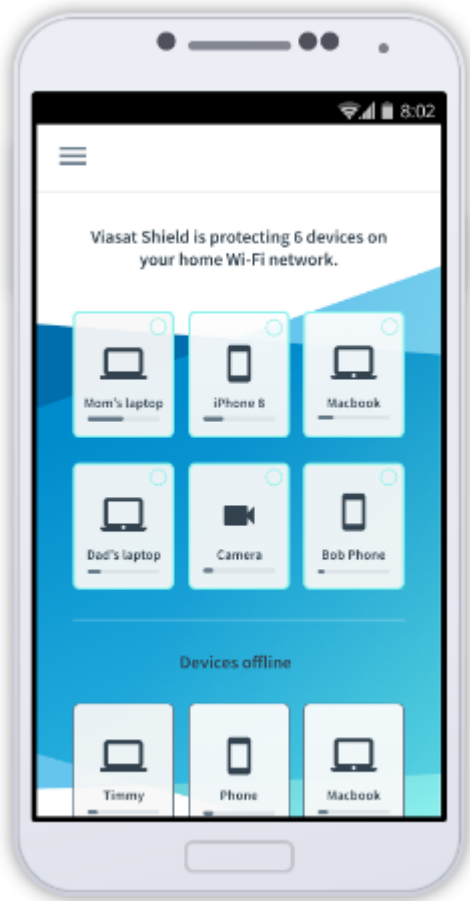 8:02
Viasat Shield is protecting 6 devices on
your home Wi-Fi network.
Mom's laptop
iPhone 8
Macbook
Dad's laptop
Camera
Bob Phone
Devices offline
Timmy
Phone
Macbook